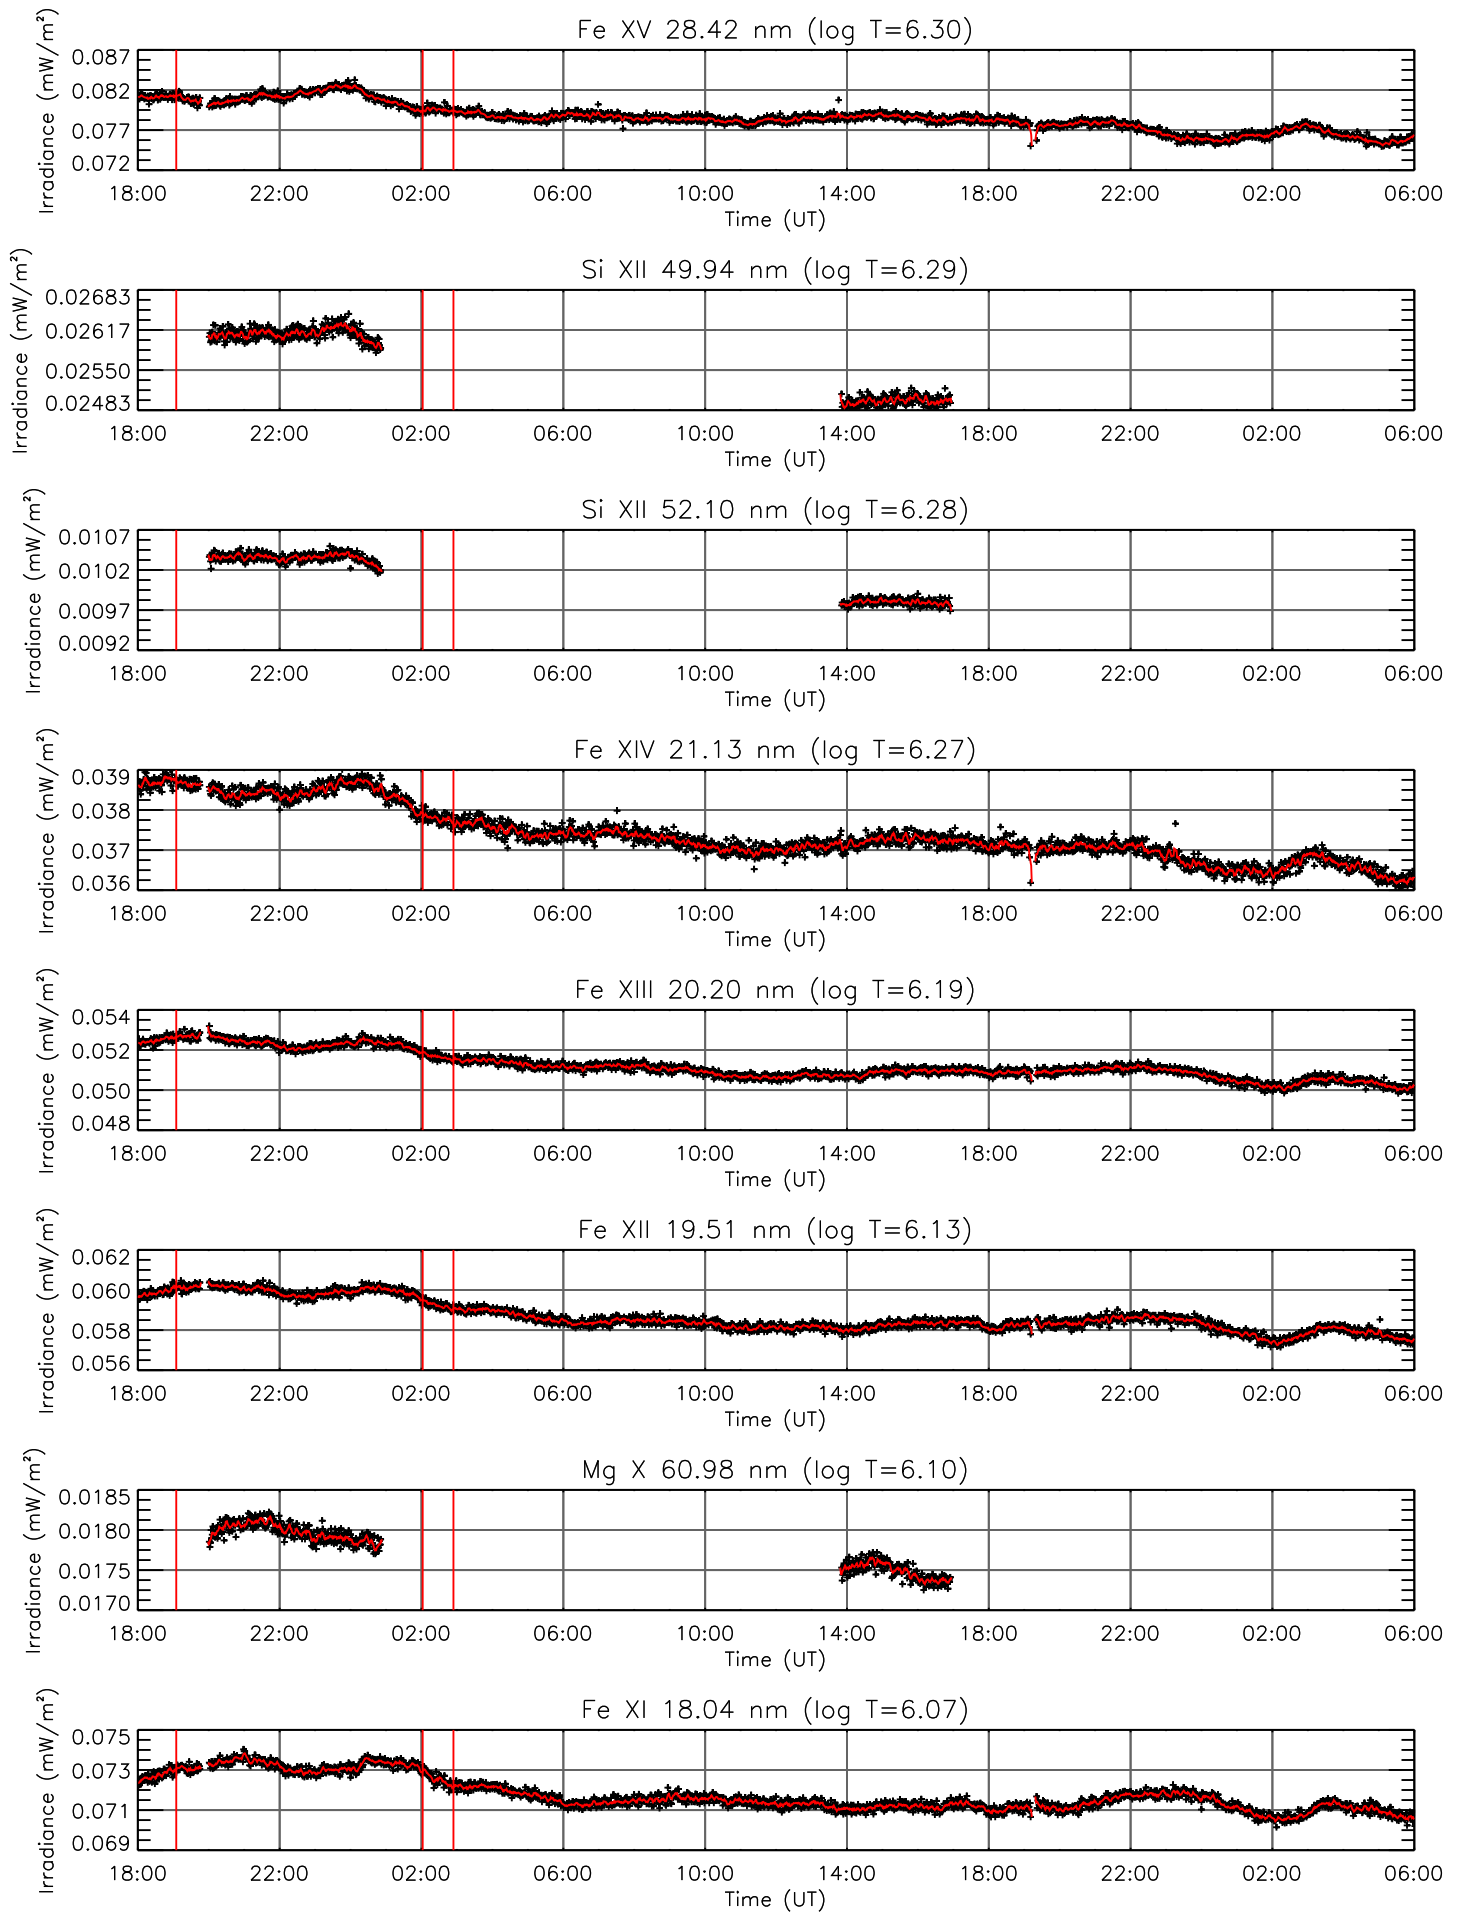 Fe XV 28.42 nm (log T=6.30)
Irradiance (mW/m²)
0.087
0.082
0.077
0.072
18:00 22:00 02:00 06:00 10:00 14:00 18:00 22:00 02:00 06:00
Time (UT)
Si XII 49.94 nm (log T=6.29)
Irradiance (mW/m²)
0.02683
0.02617
0.02550
0.02483
18:00 22:00 02:00 06:00 10:00 14:00 18:00 22:00 02:00 06:00
Time (UT)
Si XII 52.10 nm (log T=6.28)
Irradiance (mW/m²)
0.0107
0.0102
0.0097
0.0092
18:00 22:00 02:00 06:00 10:00 14:00 18:00 22:00 02:00 06:00
Time (UT)
Fe XIV 21.13 nm (log T=6.27)
Irradiance (mW/m²)
0.039
0.038
0.037
0.036
18:00 22:00 02:00 06:00 10:00 14:00 18:00 22:00 02:00 06:00
Time (UT)
Fe XIII 20.20 nm (log T=6.19)
Irradiance (mW/m²)
0.054
0.052
0.050
0.048
18:00 22:00 02:00 06:00 10:00 14:00 18:00 22:00 02:00 06:00
Time (UT)
Fe XII 19.51 nm (log T=6.13)
Irradiance (mW/m²)
0.062
0.060
0.058
0.056
18:00 22:00 02:00 06:00 10:00 14:00 18:00 22:00 02:00 06:00
Time (UT)
Mg X 60.98 nm (log T=6.10)
Irradiance (mW/m²)
0.0185
0.0180
0.0175
0.0170
18:00 22:00 02:00 06:00 10:00 14:00 18:00 22:00 02:00 06:00
Time (UT)
Fe XI 18.04 nm (log T=6.07)
Irradiance (mW/m²)
0.075
0.073
0.071
0.069
18:00 22:00 02:00 06:00 10:00 14:00 18:00 22:00 02:00 06:00
Time (UT)